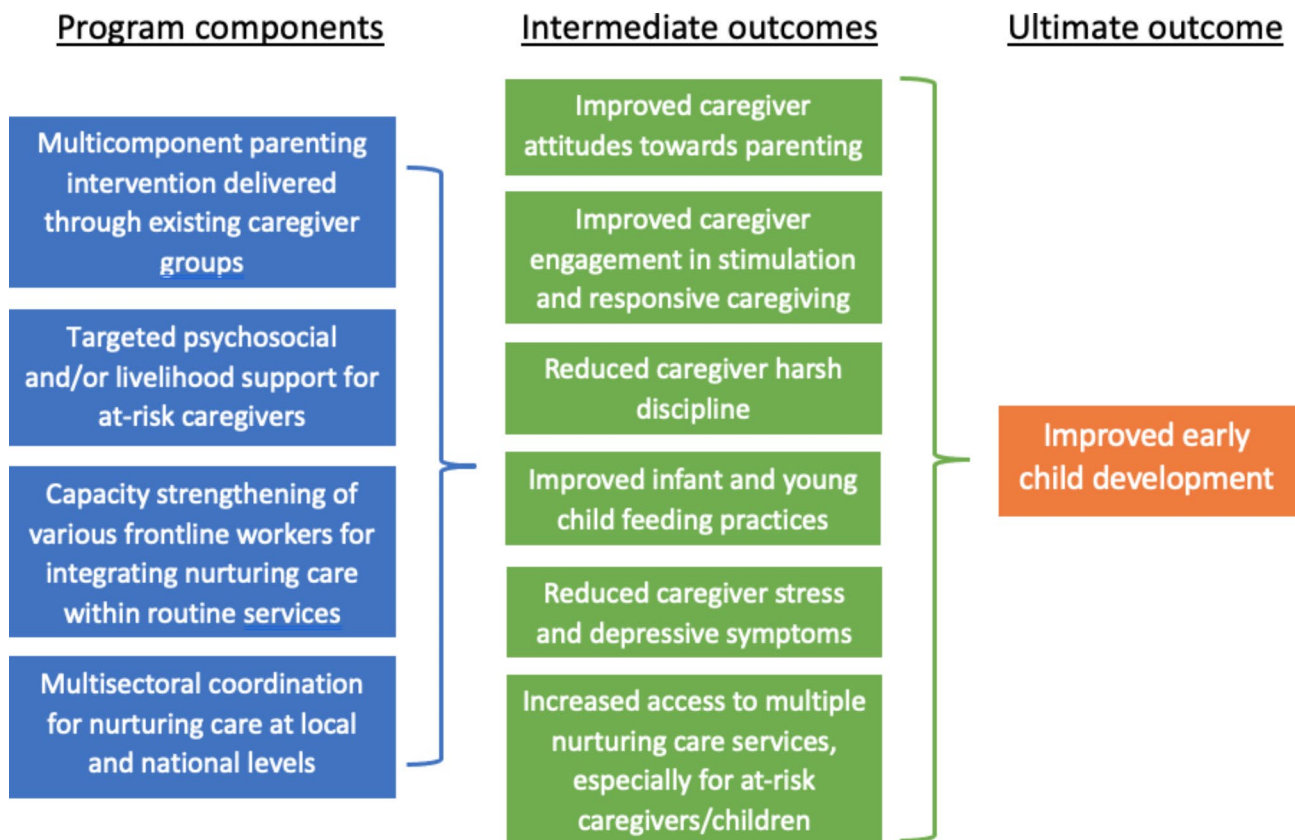 Program components
Multicomponent parenting
intervention delivered
through existing caregiver
groups
Targeted psychosocial
and/or livelihood support for
at-risk caregivers
Capacity strengthening of
various frontline workers for
integrating nurturing care
within routine services
Multisectoral coordination
for nurturing care at local
and national levels
Intermediate outcomes
Improved caregiver
attitudes towards parenting
Improved caregiver
engagement in stimulation
and responsive caregiving
Reduced caregiver harsh
discipline
Improved infant and young
child feeding practices
Reduced caregiver stress
and depressive symptoms
Increased access to multiple
nurturing care services,
especially for at-risk
caregivers/children
Ultimate outcome
Improved early
child development